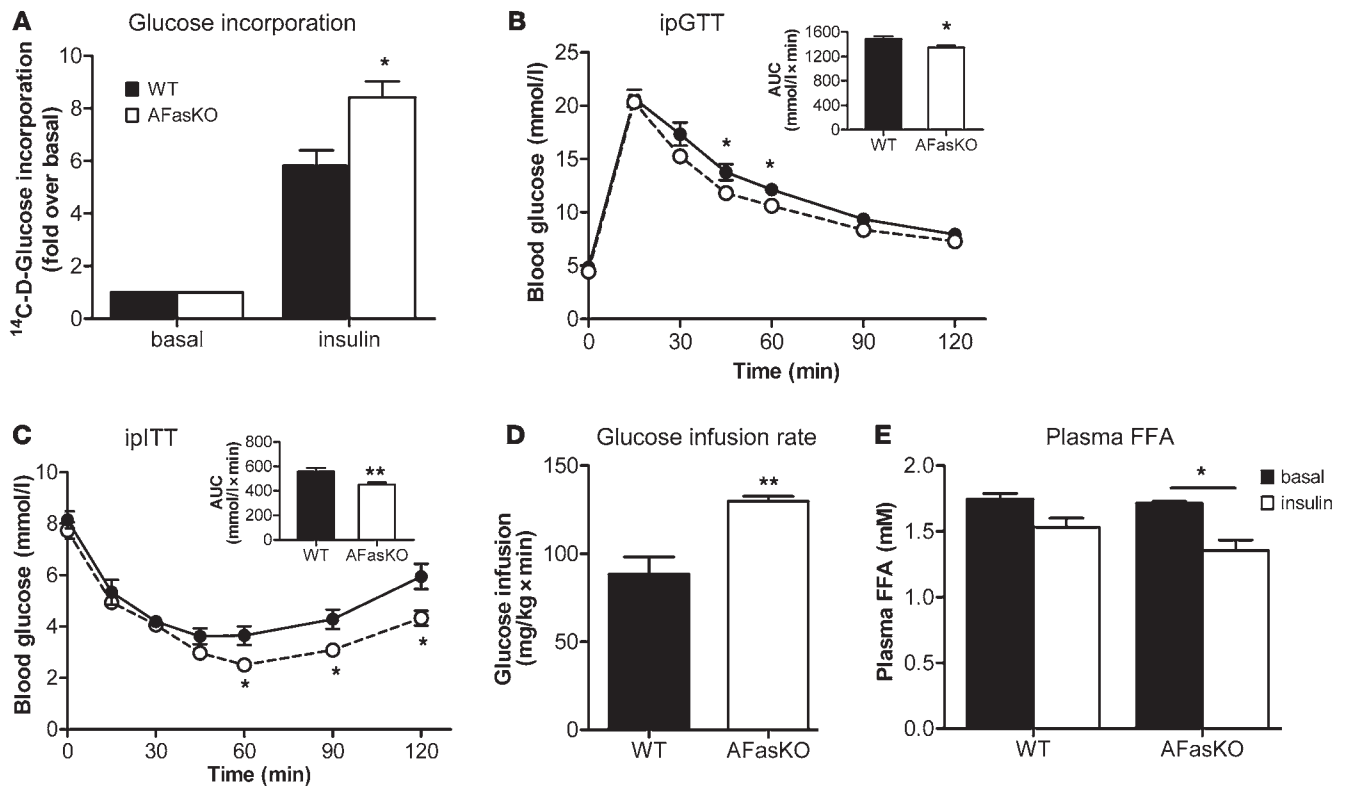 A Glucose incorporation
¹⁴C-D-Glucose incorporation
(fold over basal)
10
8
6
4
2
0
WT
AFasKO
*
basal insulin
B ipGTT
Blood glucose (mmol/l)
25
20
15
10
5
0
* *
0 30 60 90 120
Time (min)
AUC
(mmol/l×min)
1600
1200
800
400
0
*
WT AFasKO
C ipITT
Blood glucose (mmol/l)
10
8
6
4
2
0
* * *
0 30 60 90 120
Time (min)
AUC
(mmol/l×min)
800
600
400
200
0
**
WT AFasKO
D Glucose infusion rate
Glucose infusion
(mg/kg × min)
150
100
50
0
**
WT AFasKO
E Plasma FFA
Plasma FFA (mM)
2.0
1.5
1.0
0.5
0.0
*
basal
insulin
WT AFasKO